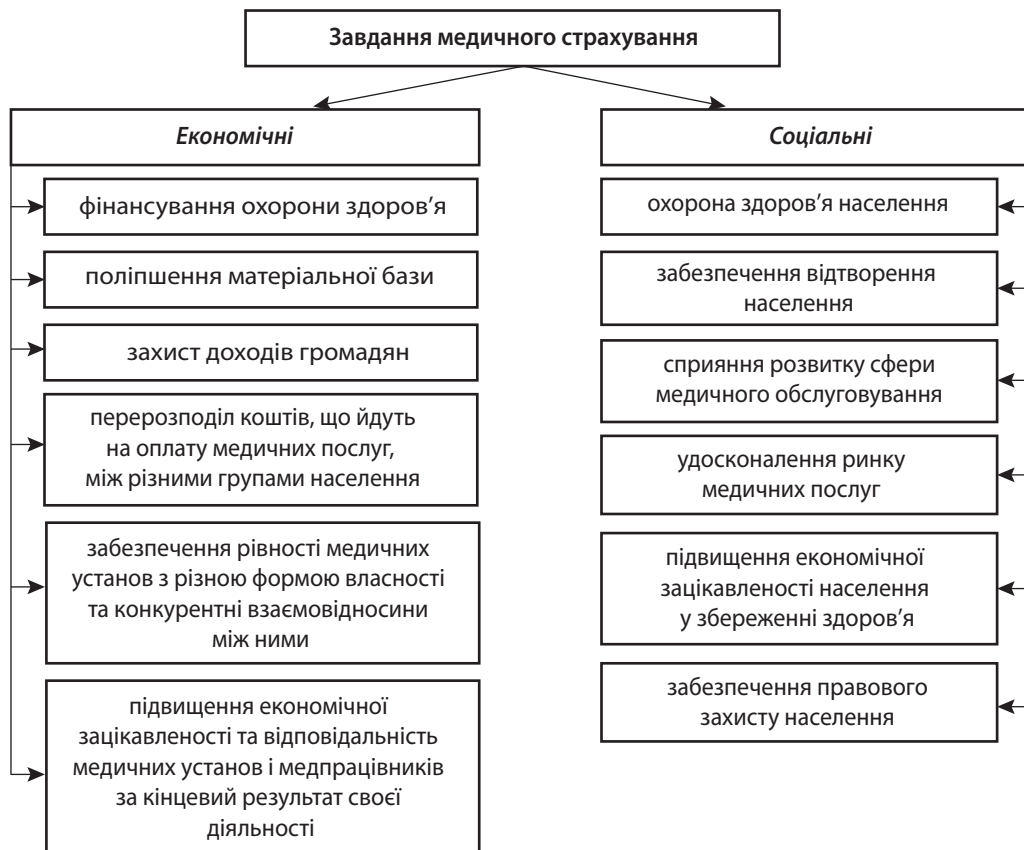 Завдання медичного страхування
Економічні
фінансування охорони здоров'я
поліпшення матеріальної бази
захист доходів громадян
перерозподіл коштів, що йдуть
на оплату медичних послуг,
між різними групами населення
забезпечення рівності медичних
установ з різною формою власності
та конкурентні взаємовідносини
між ними
підвищення економічної
зацікавленості та відповідальність
медичних установ і медпрацівників
за кінцевий результат своєї
діяльності
Соціальні
охорона здоров'я населення
забезпечення відтворення
населення
сприяння розвитку сфери
медичного обслуговування
удосконалення ринку
медичних послуг
підвищення економічної
зацікавленості населення
у збереженні здоров'я
забезпечення правового
захисту населення